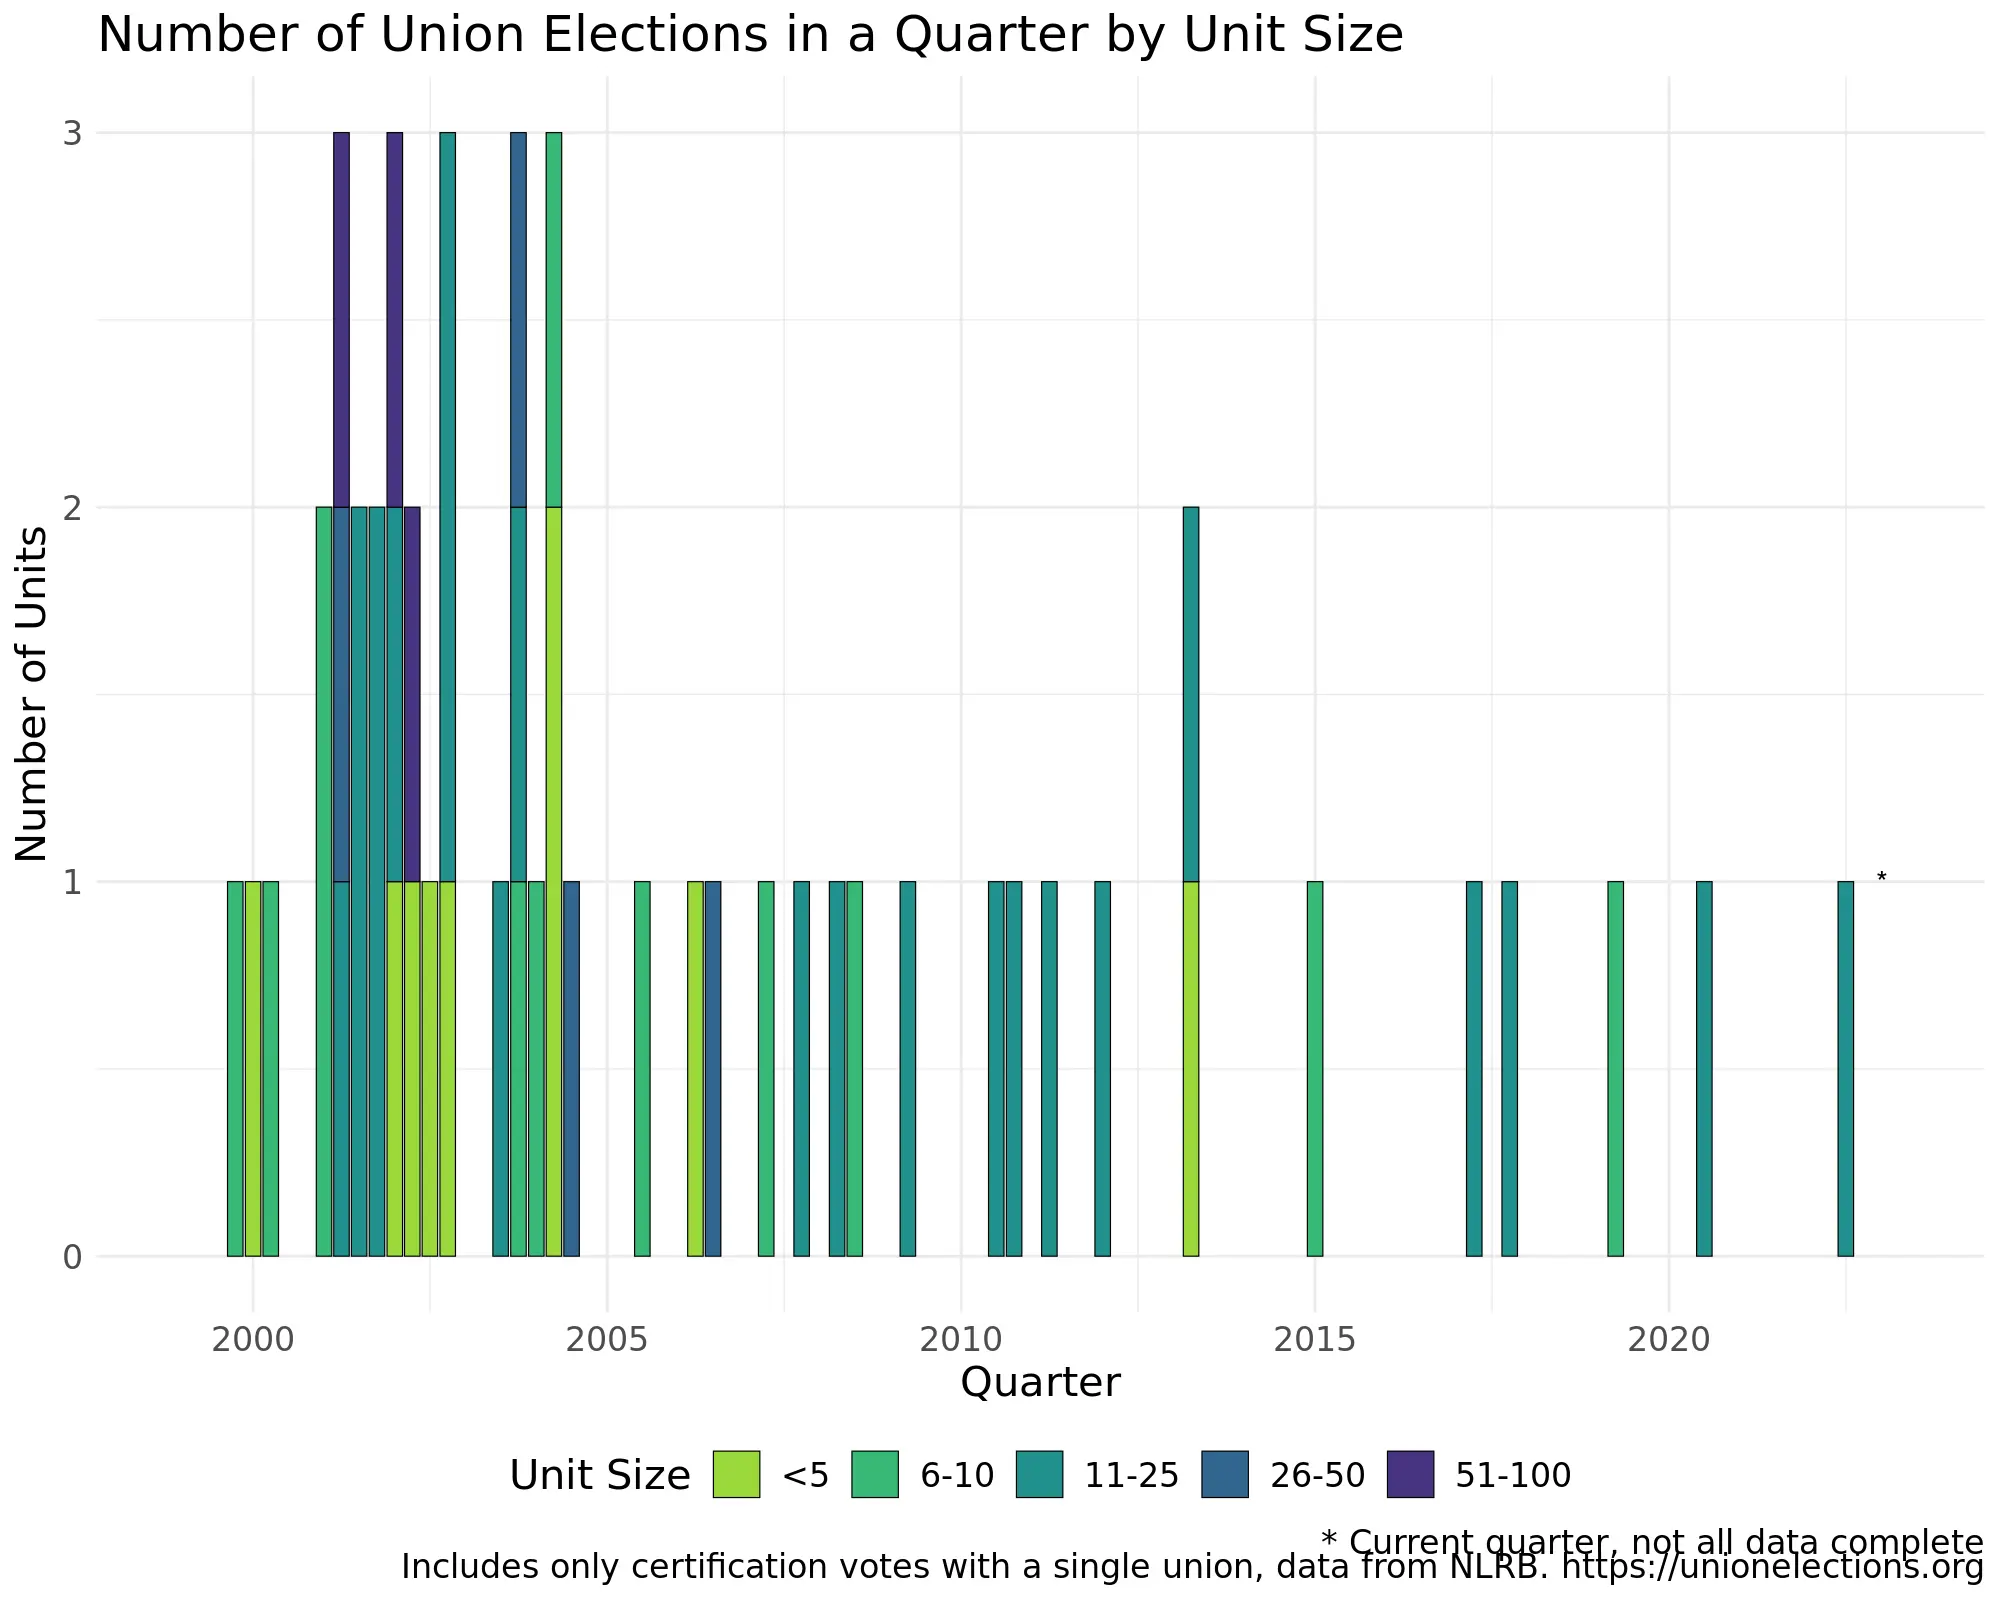 Number of Union Elections in a Quarter by Unit Size
Number of Units
3
2
1
0
*
2000 2005 2010 2015 2020
Quarter
Unit Size <5 6-10 11-25 26-50 51-100
* Current quarter, not all data complete
Includes only certification votes with a single union, data from NLRB. https://unionelections.org